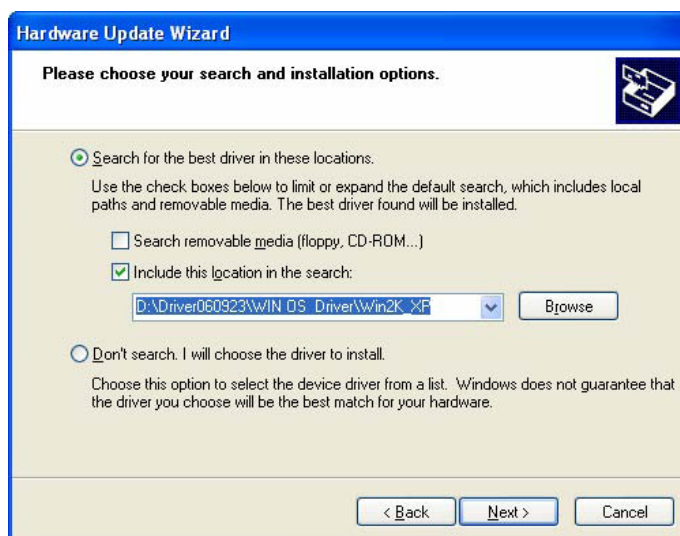 Hardware Update Wizard
Please choose your search and installation options.
Search for the best driver in these locations.
Use the check boxes below to limit or expand the default search, which includes local
paths and removable media. The best driver found will be installed.
Search removable media (floppy, CD-ROM...)
Include this location in the search:
D:\Driver060923\WIN OS_Driver\Win2K_XP
Browse
Don't search. I will choose the driver to install.
Choose this option to select the device driver from a list. Windows does not guarantee that
the driver you choose will be the best match for your hardware.
< Back
Next >
Cancel